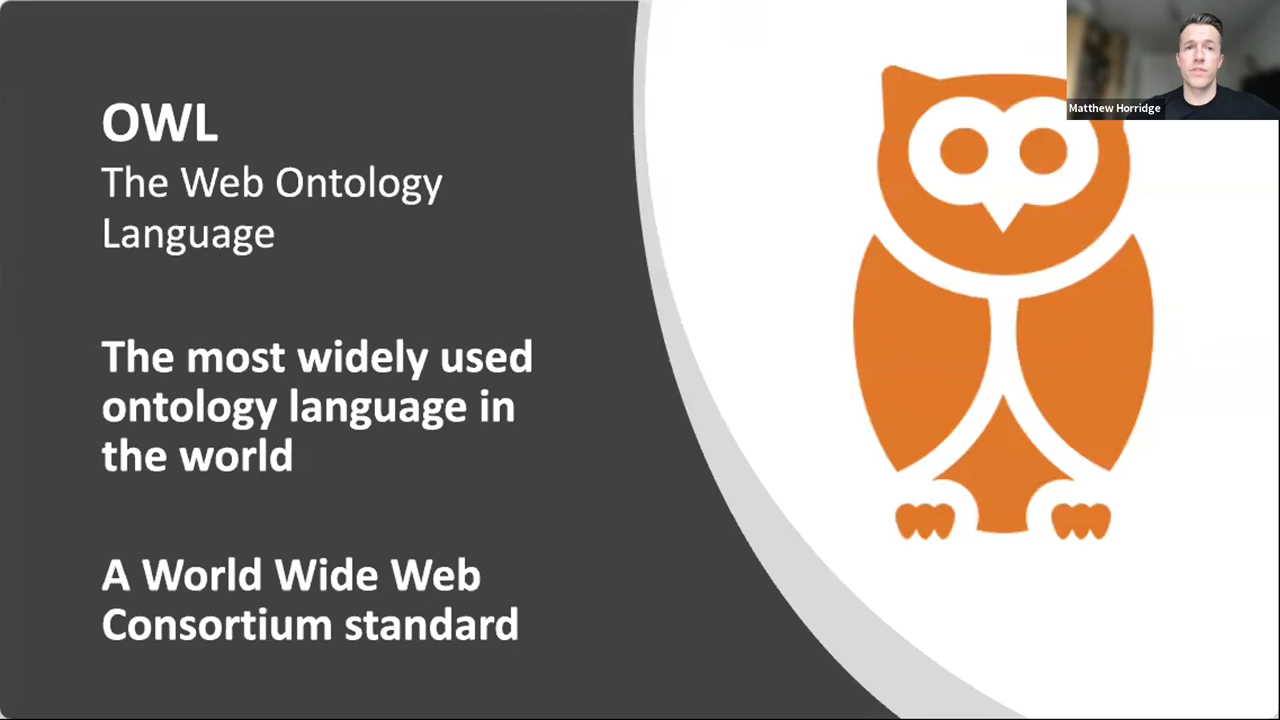 OWL
The Web Ontology
Language
The most widely used
ontology language in
the world
A World Wide Web
Consortium standard
Matthew Horridge